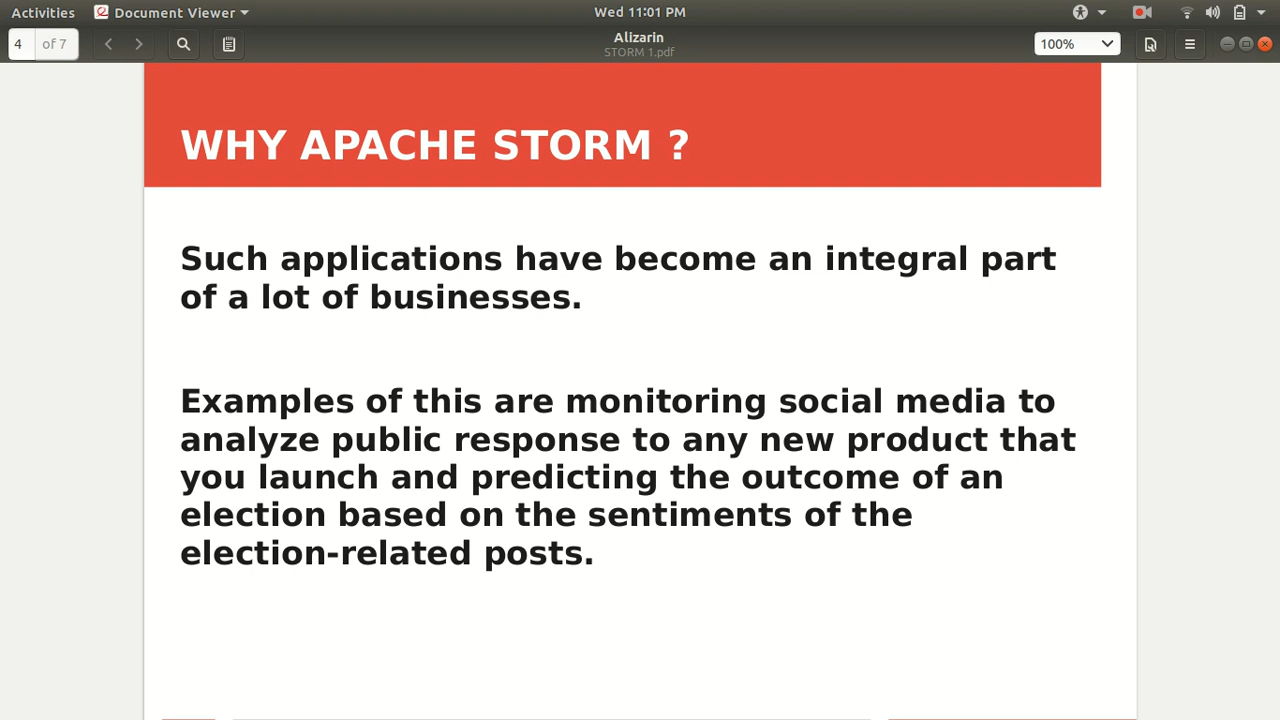 Activities Document Viewer Wed 11:01 PM
4 of 7 Alizarin 100%
STORM 1.pdf
WHY APACHE STORM ?
Such applications have become an integral part
of a lot of businesses.
Examples of this are monitoring social media to
analyze public response to any new product that
you launch and predicting the outcome of an
election based on the sentiments of the
election-related posts.